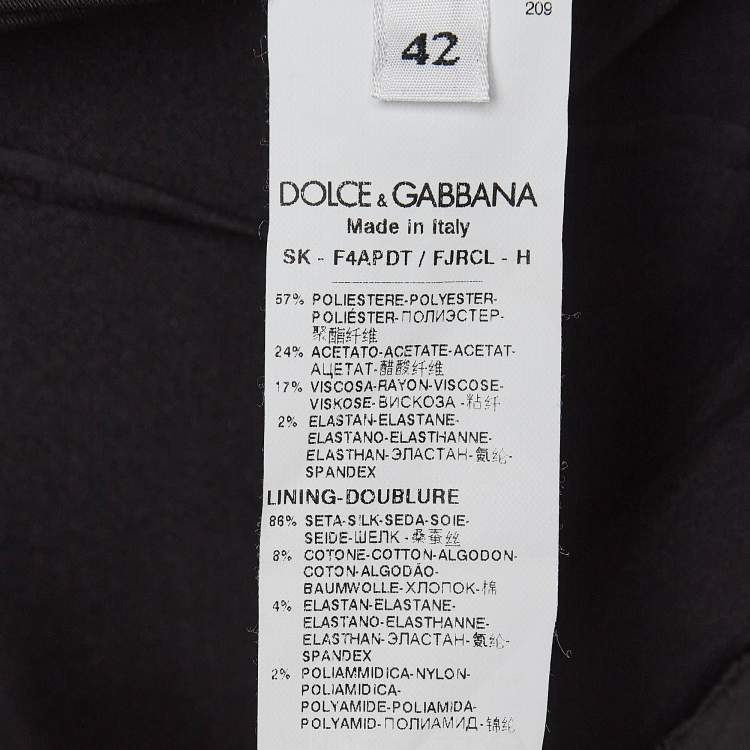 209
42
DOLCE & GABBANA
Made in Italy
SK - F4APDT / FJRCL - H
57% POLIESTERE-POLYESTER-
POLIÉSTER-ПОЛИЭСТЕР-
聚酯纤维
24% ACETATO-ACETATE-ACETAT-
АЦЕТАТ-醋酸纤维
17% VISCOSA-RAYON-VISCOSE-
VISKOSE-ВИСКОЗА -粘纤
2% ELASTAN-ELASTANE-
ELASTANO-ELASTHANNE-
ELASTHAN-ЭЛАСТАН-氨纶-
SPANDEX
LINING-DOUBLURE
86% SETA-SILK-SEDA-SOIE-
SEIDE-ШЕЛК -桑蚕丝
8% COTONE-COTTON-ALGODON-
COTON-ALGODÃO-
BAUMWOLLE-ХЛОПОК-棉
4% ELASTAN-ELASTANE-
ELASTANO-ELASTHANNE-
ELASTHAN-ЭЛАСТАН-氨纶-
SPANDEX
2% POLIAMMIDICA-NYLON-
POLIAMIDICA-
POLYAMIDE-POLIAMIDA-
POLYAMID-ПОЛИАМИД-锦纶